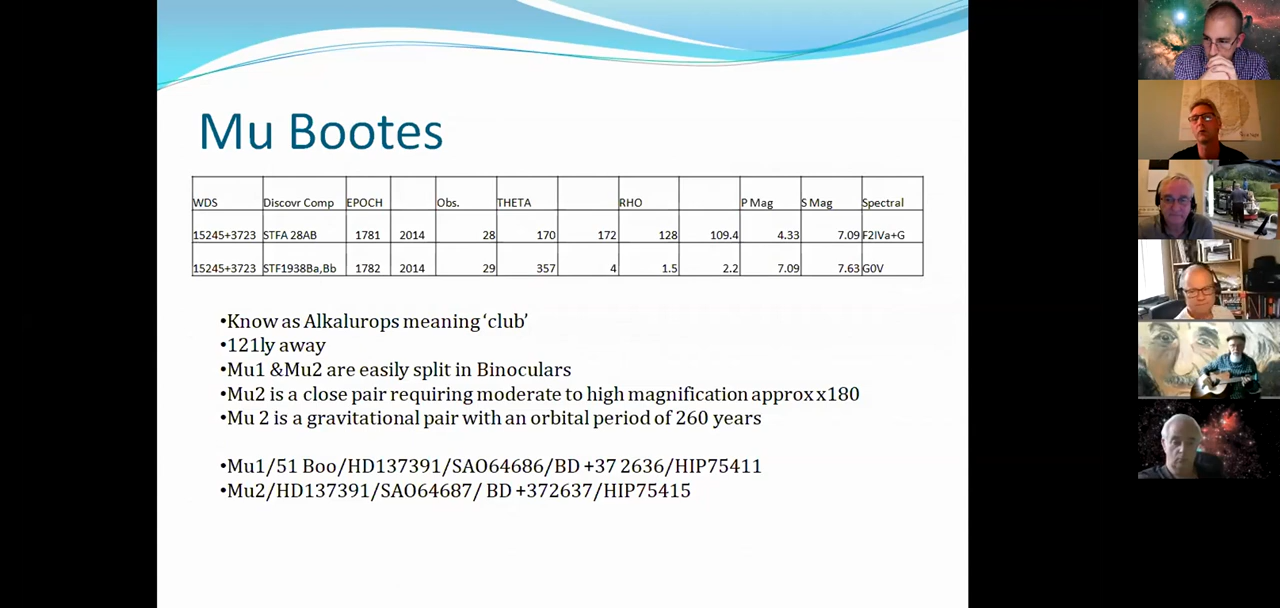 Mu Bootes
WDS Discovr Comp EPOCH Obs. THETA RHO P Mag S Mag Spectral
15245+3723 STFA 28AB 1781 2014 28 170 172 128 109.4 4.33 7.09 F2IVa+G
15245+3723 STF1938Ba,Bb 1782 2014 29 357 4 1.5 2.2 7.09 7.63 G0V
•Know as Alkalurops meaning ‘club’
•121ly away
•Mu1 &Mu2 are easily split in Binoculars
•Mu2 is a close pair requiring moderate to high magnification approx x180
•Mu 2 is a gravitational pair with an orbital period of 260 years
•Mu1/51 Boo/HD137391/SAO64686/BD +37 2636/HIP75411
•Mu2/HD137391/SAO64687/ BD +372637/HIP75415